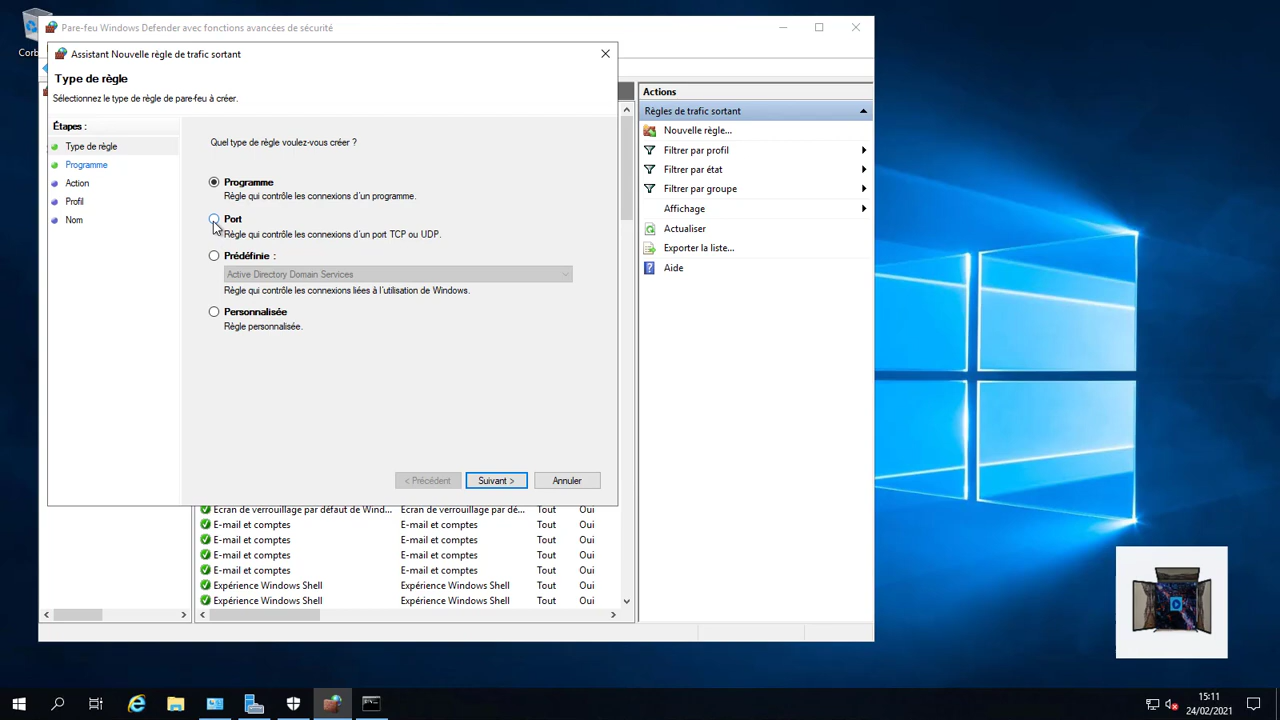 Corb
Pare-feu Windows Defender avec fonctions avancées de sécurité
Assistant Nouvelle règle de trafic sortant
Type de règle
Sélectionnez le type de règle de pare-feu à créer.
Étapes :
Type de règle
Programme
Action
Profil
Nom
Quel type de règle voulez-vous créer ?
Programme
Règle qui contrôle les connexions d'un programme.
Port
Règle qui contrôle les connexions d'un port TCP ou UDP.
Prédéfinie :
Active Directory Domain Services
Règle qui contrôle les connexions liées à l'utilisation de Windows.
Personnalisée
Règle personnalisée.
< Précédent
Suivant >
Annuler
Écran de verrouillage par défaut de Wind... Écran de verrouillage par dé... Tout Oui
E-mail et comptes E-mail et comptes Tout Oui
E-mail et comptes E-mail et comptes Tout Oui
E-mail et comptes E-mail et comptes Tout Oui
E-mail et comptes E-mail et comptes Tout Oui
Expérience Windows Shell Expérience Windows Shell Tout Oui
Expérience Windows Shell Expérience Windows Shell Tout Oui
Actions
Règles de trafic sortant
Nouvelle règle...
Filtrer par profil
Filtrer par état
Filtrer par groupe
Affichage
Actualiser
Exporter la liste...
Aide
15:11
24/02/2021